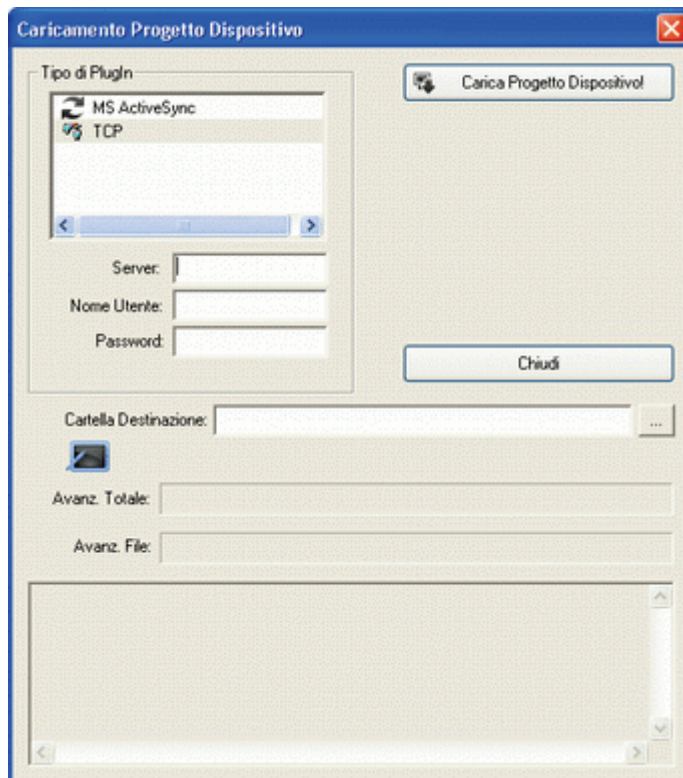 Caricamento Progetto Dispositivo
Tipo di PlugIn
Carica Progetto Dispositivo!
MS ActiveSync
TCP
Server:
Nome Utente:
Password:
Chiudi
Cartella Destinazione:
...
Avanz. Totale:
Avanz. File: